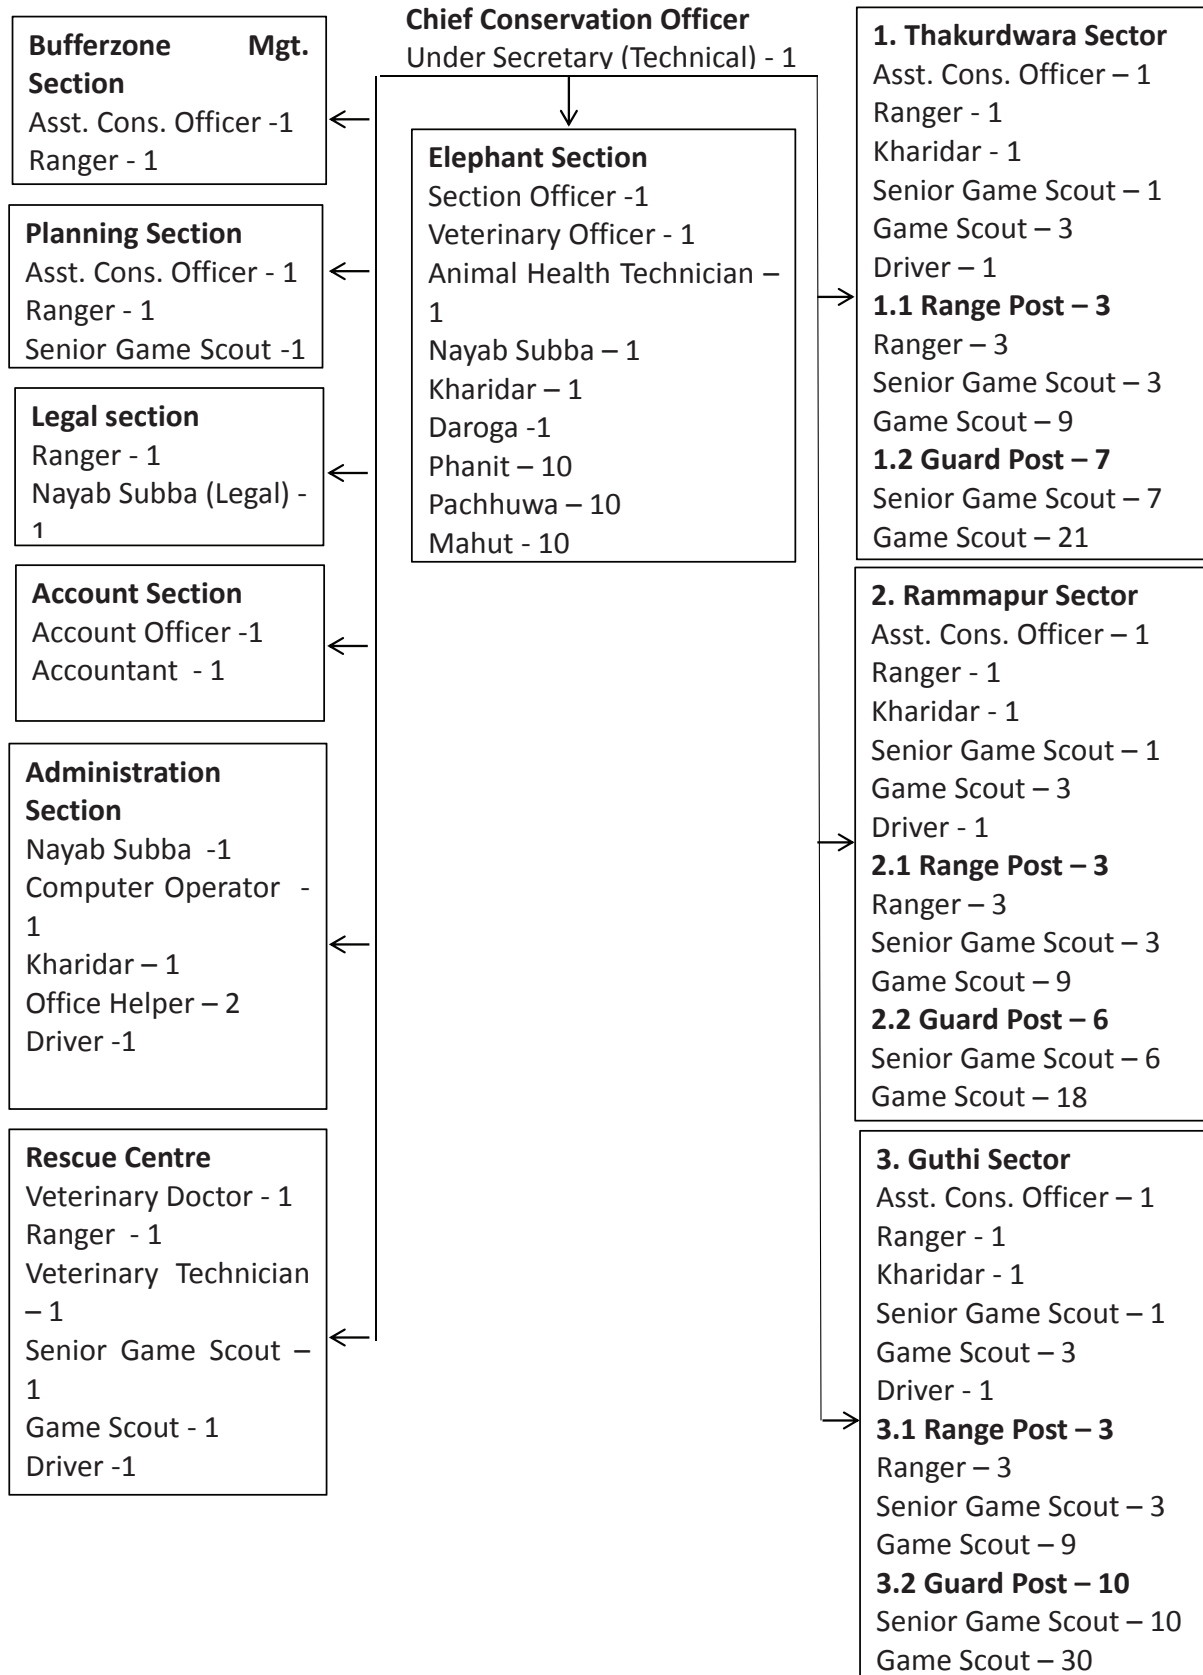 Chief Conservation Officer
Under Secretary (Technical) - 1
Bufferzone Mgt.
Section
Asst. Cons. Officer -1
Ranger - 1
Planning Section
Asst. Cons. Officer - 1
Ranger - 1
Senior Game Scout -1
Legal section
Ranger - 1
Nayab Subba (Legal) -
1
Account Section
Account Officer -1
Accountant - 1
Administration
Section
Nayab Subba -1
Computer Operator -
1
Kharidar – 1
Office Helper – 2
Driver -1
Rescue Centre
Veterinary Doctor - 1
Ranger - 1
Veterinary Technician
– 1
Senior Game Scout –
1
Game Scout - 1
Driver -1
Elephant Section
Section Officer -1
Veterinary Officer - 1
Animal Health Technician –
1
Nayab Subba – 1
Kharidar – 1
Daroga -1
Phanit – 10
Pachhuwa – 10
Mahut - 10
1. Thakurdwara Sector
Asst. Cons. Officer – 1
Ranger - 1
Kharidar - 1
Senior Game Scout – 1
Game Scout – 3
Driver – 1
1.1 Range Post – 3
Ranger – 3
Senior Game Scout – 3
Game Scout – 9
1.2 Guard Post – 7
Senior Game Scout – 7
Game Scout – 21
2. Rammapur Sector
Asst. Cons. Officer – 1
Ranger - 1
Kharidar - 1
Senior Game Scout – 1
Game Scout – 3
Driver - 1
2.1 Range Post – 3
Ranger – 3
Senior Game Scout – 3
Game Scout – 9
2.2 Guard Post – 6
Senior Game Scout – 6
Game Scout – 18
3. Guthi Sector
Asst. Cons. Officer – 1
Ranger - 1
Kharidar - 1
Senior Game Scout – 1
Game Scout – 3
Driver - 1
3.1 Range Post – 3
Ranger – 3
Senior Game Scout – 3
Game Scout – 9
3.2 Guard Post – 10
Senior Game Scout – 10
Game Scout – 30